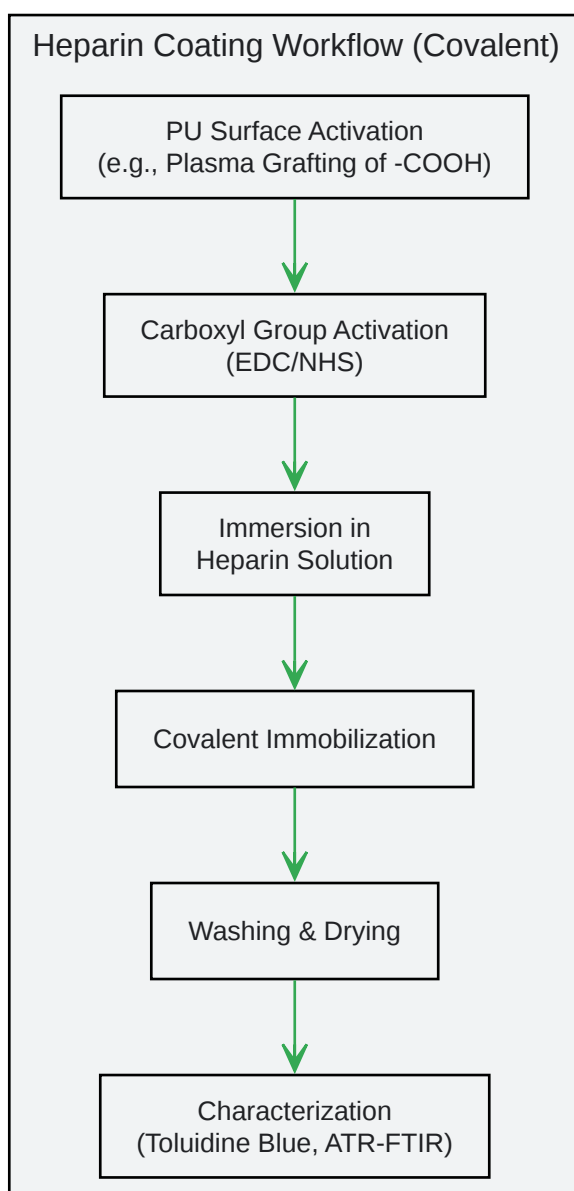 Heparin Coating Workflow (Covalent)
PU Surface Activation
(e.g., Plasma Grafting of -COOH)
Carboxyl Group Activation
(EDC/NHS)
Immersion in
Heparin Solution
Covalent Immobilization
Washing & Drying
Characterization
(Toluidine Blue, ATR-FTIR)